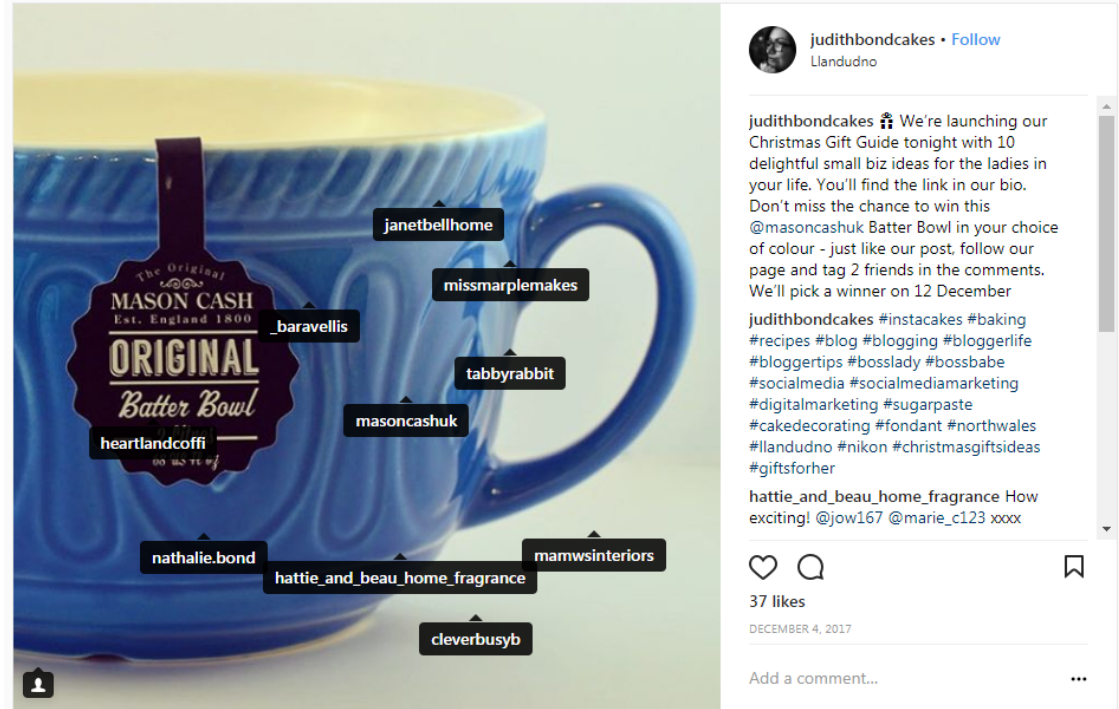 The Original
MASON CASH
Est. England 1800
ORIGINAL
Batter Bowl
janetbellhome
missmarplemakes
_baravellis
tabbyrabbit
masoncashuk
heartlandcoffi
nathalie.bond
hattie_and_beau_home_fragrance
mamwsinteriors
cleverbusyb
judithbondcakes • Follow
Llandudno
judithbondcakes 🎁 We’re launching our
Christmas Gift Guide tonight with 10
delightful small biz ideas for the ladies in
your life. You’ll find the link in our bio.
Don’t miss the chance to win this
@masoncashuk Batter Bowl in your choice
of colour - just like our post, follow our
page and tag 2 friends in the comments.
We’ll pick a winner on 12 December
judithbondcakes #instacakes #baking
#recipes #blog #blogging #bloggerlife
#bloggertips #bosslady #bossbabe
#socialmedia #socialmediamarketing
#digitalmarketing #sugarpaste
#cakedecorating #fondant #northwales
#llandudno #nikon #christmasgiftsideas
#giftsforher
hattie_and_beau_home_fragrance How
exciting! @jow167 @marie_c123 xxxx
37 likes
DECEMBER 4, 2017
Add a comment...